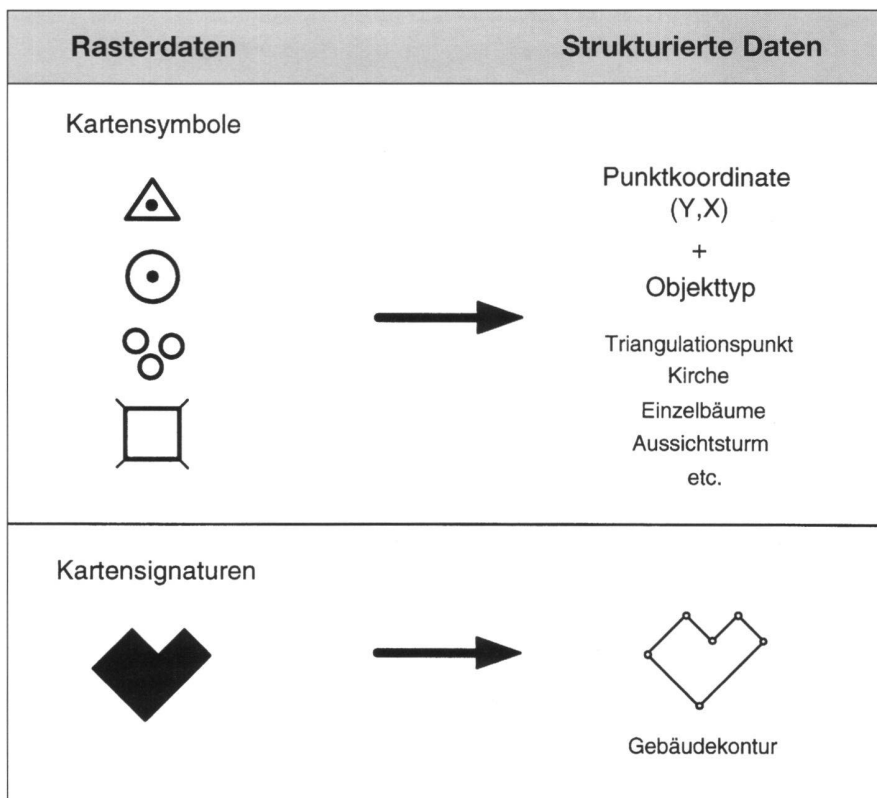 Rasterdaten
Strukturierte Daten
Kartensymbole
Punktkoordinate
(Y,X)
+
Objekttyp
Triangulationspunkt
Kirche
Einzelbäume
Aussichtsturm
etc.
Kartensignaturen
Gebäudekontur